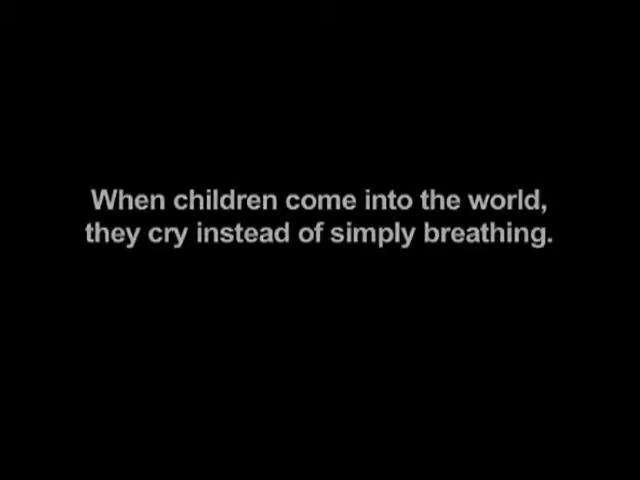 When children come into the world,
they cry instead of simply breathing.